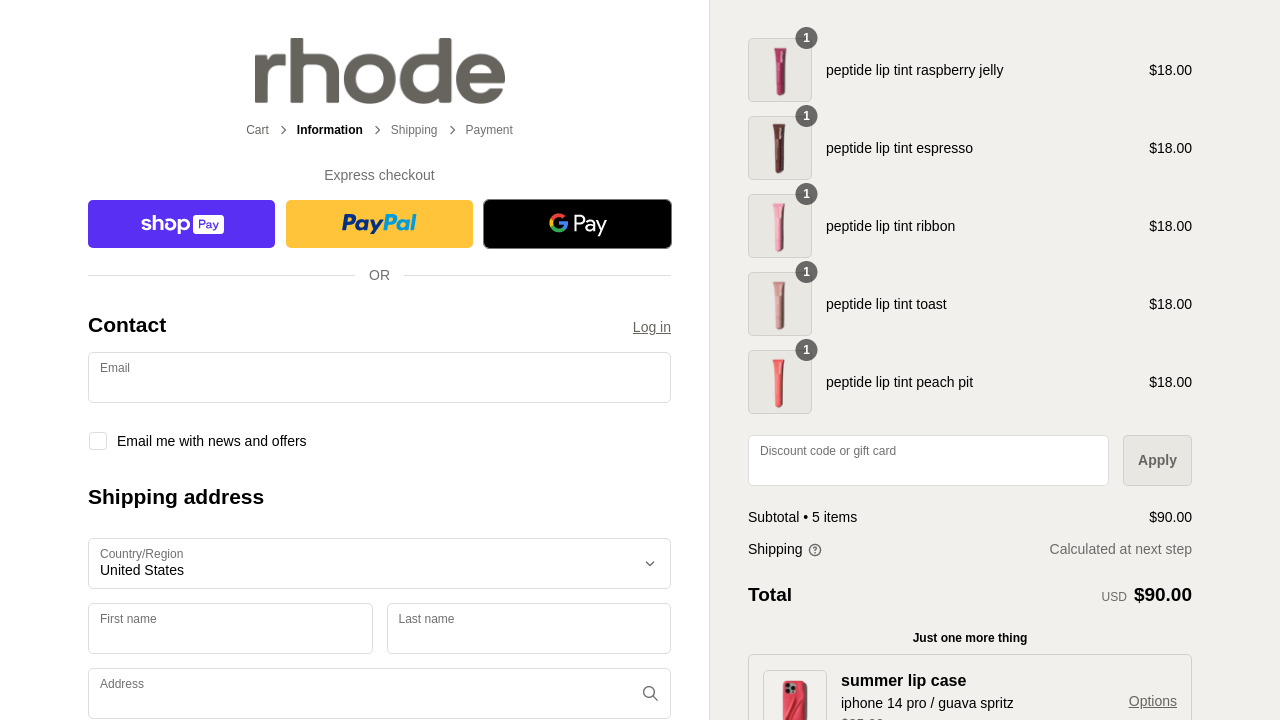 rhode
Cart
Information
Shipping
Payment
Express checkout
shop Pay
PayPal
G Pay
OR
Contact
Log in
Email
Email me with news and offers
Shipping address
Country/Region
United States
First name
Last name
Address
1
peptide lip tint raspberry jelly
$18.00
1
peptide lip tint espresso
$18.00
1
peptide lip tint ribbon
$18.00
1
peptide lip tint toast
$18.00
1
peptide lip tint peach pit
$18.00
Discount code or gift card
Apply
Subtotal • 5 items
$90.00
Shipping
Calculated at next step
Total
USD $90.00
Just one more thing
summer lip case
iphone 14 pro / guava spritz
Options